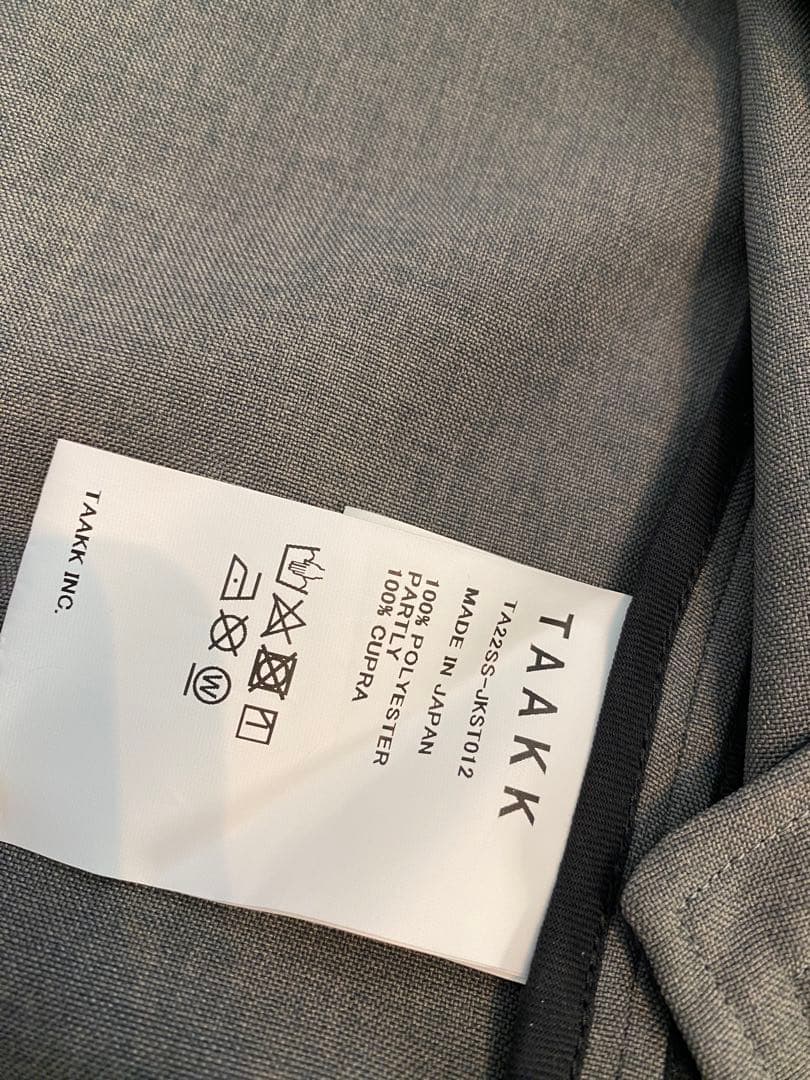 TAAKK
TA22SS-JKST012
MADE IN JAPAN
100% POLYESTER
PARTLY
100% CUPRA
W
TAAKK INC.